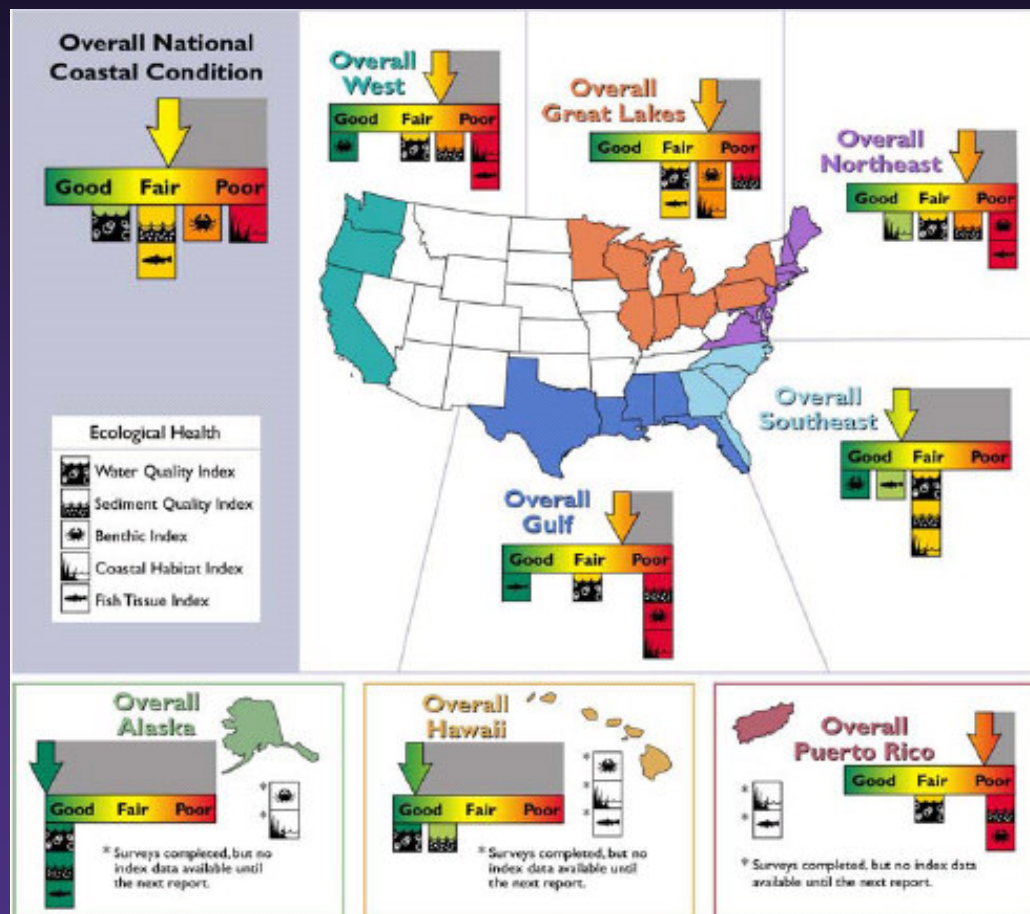 Overall National
Coastal Condition
Good Fair Poor
Ecological Health
Water Quality Index
Sediment Quality Index
Benthic Index
Coastal Habitat Index
Fish Tissue Index
Overall
West
Good Fair Poor
Overall
Great Lakes
Good Fair Poor
Overall
Northeast
Good Fair Poor
Overall
Southeast
Good Fair Poor
Overall
Gulf
Good Fair Poor
Overall
Alaska
Good Fair Poor
*
*
* Surveys completed, but no
index data available until
the next report.
Overall
Hawaii
Good Fair Poor
*
*
*
* Surveys completed, but no
index data available until
the next report.
Overall
Puerto Rico
Good Fair Poor
*
*
* Surveys completed, but no index data
available until the next report.